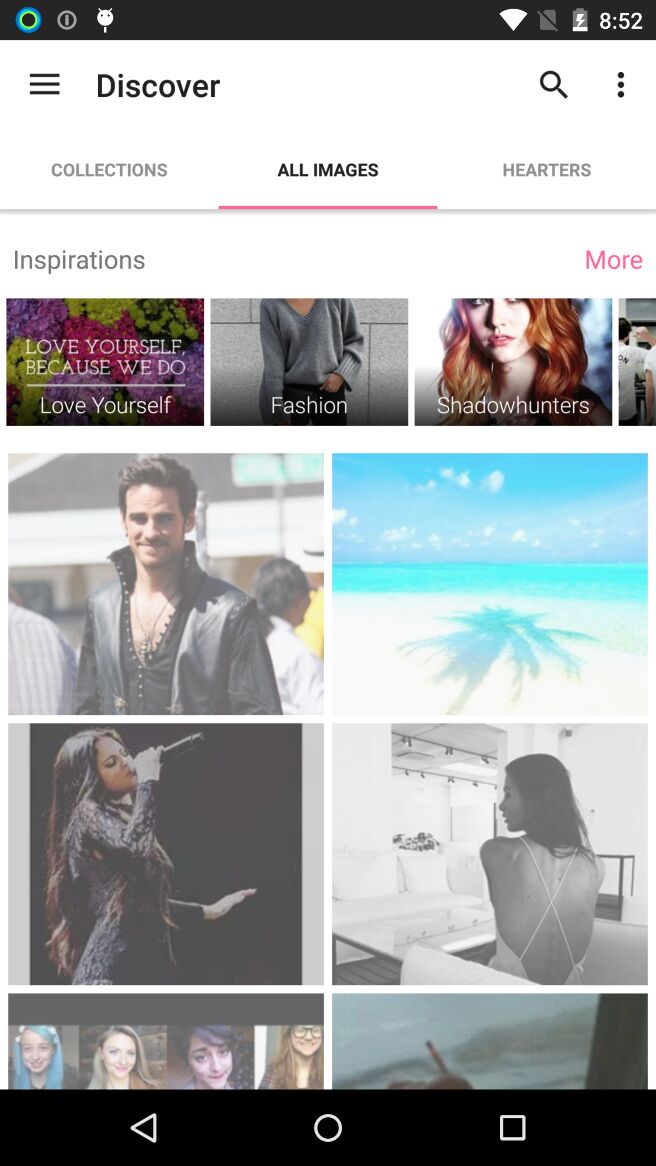 8:52
Discover
COLLECTIONS
ALL IMAGES
HEARTERS
Inspirations
More
LOVE YOURSELF,
BECAUSE WE DO
Love Yourself
Fashion
Shadowhunters